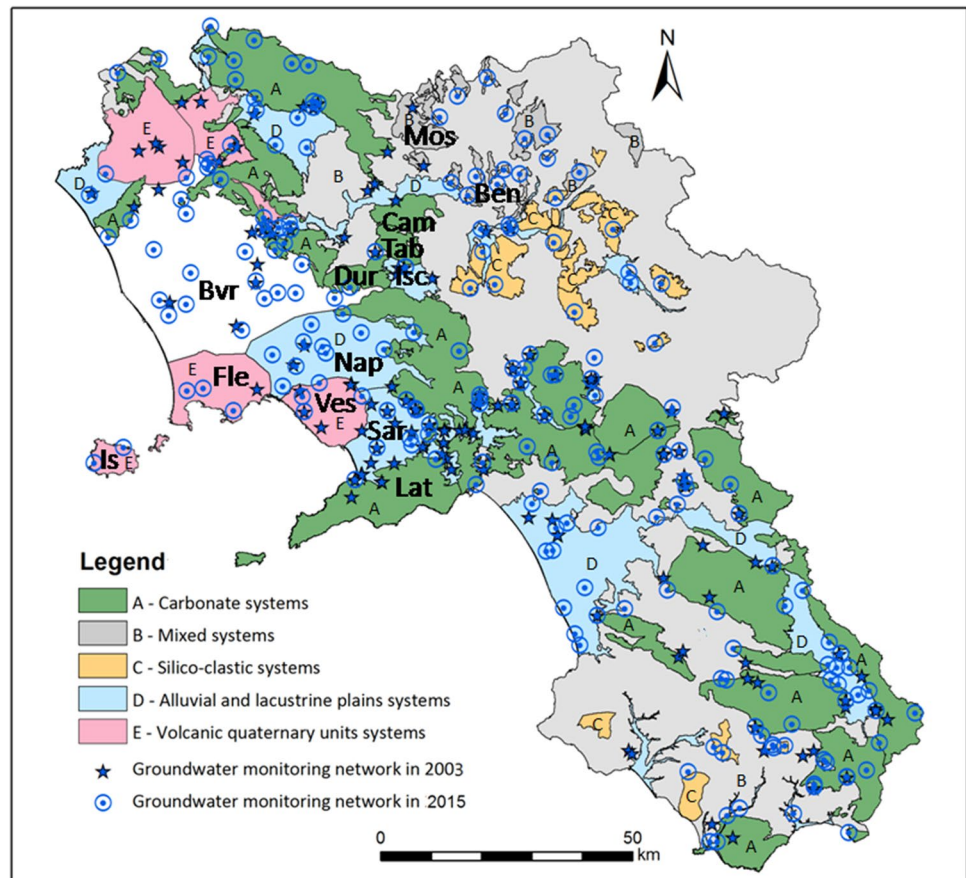 N
A
E
B
Mos
B
B
E
D
A
B
D
D
Ben
B
A
Cam
C
C
A
Tab
Dur
Isc
C
C
Bvr
D
A
Nap
E
Fle
A
Ves
A
A
Sar
E
Is
E
A
Lat
A
A
D
D
A
A
D
A
A
C
A
B
C
A
Legend
A - Carbonate systems
B - Mixed systems
C - Silico-clastic systems
D - Alluvial and lacustrine plains systems
E - Volcanic quaternary units systems
Groundwater monitoring network in 2003
Groundwater monitoring network in 2015
0 50
km